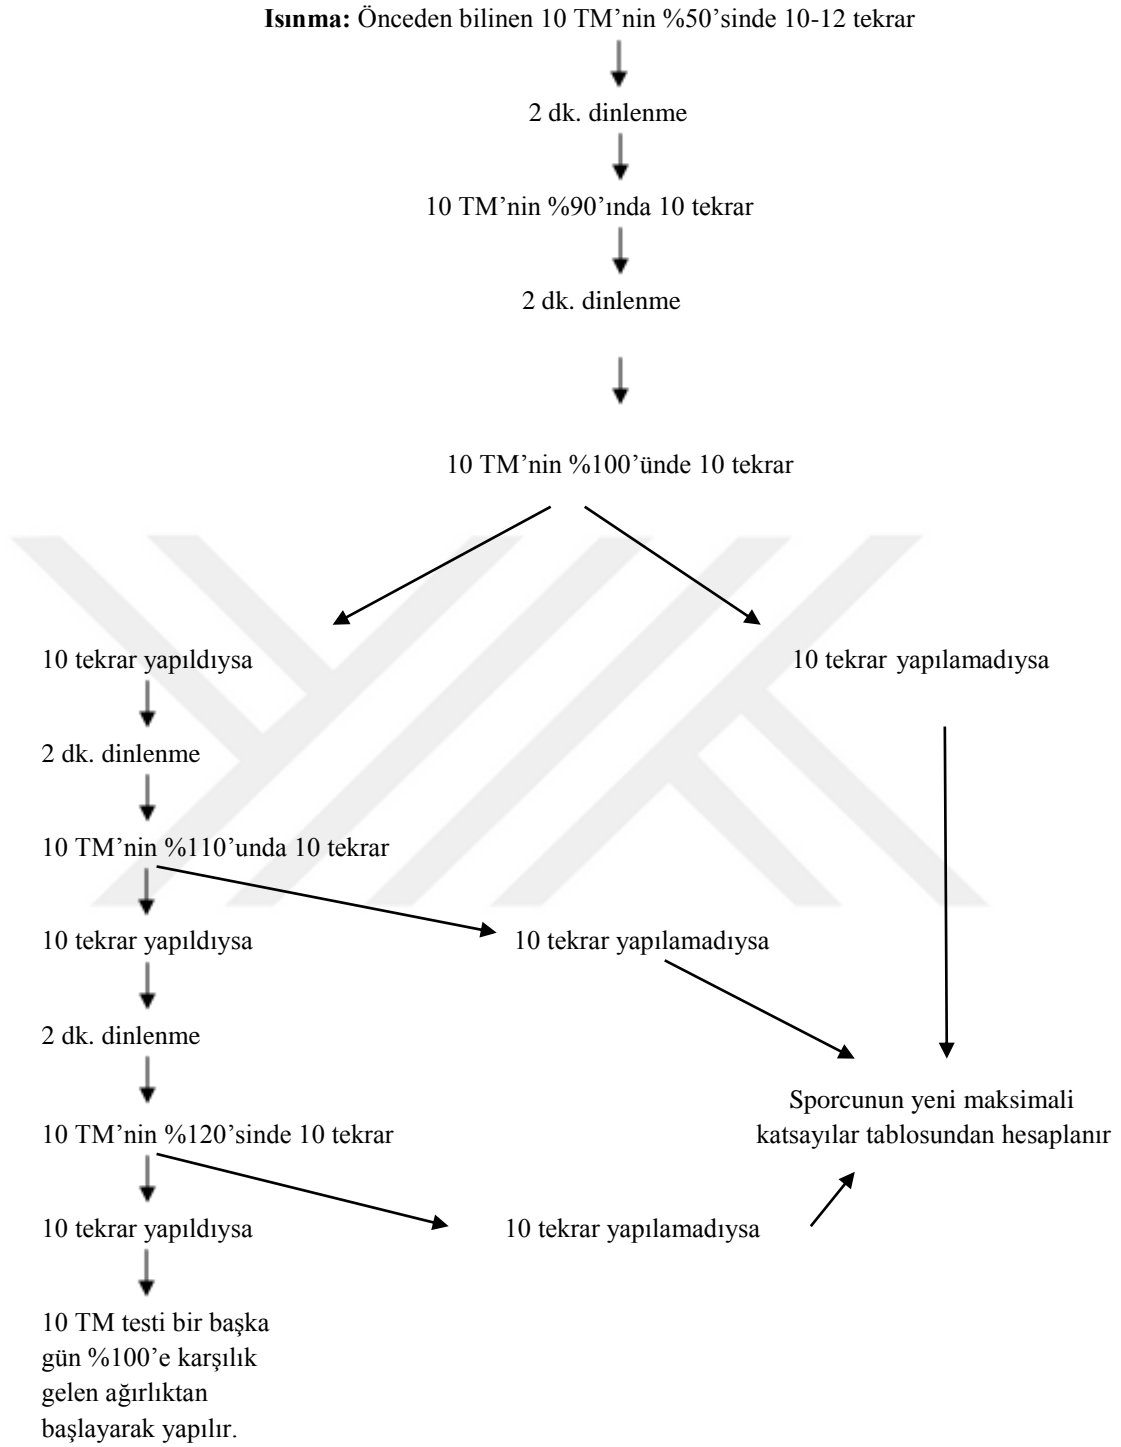 Isınma: Önceden bilinen 10 TM’nin %50’sinde 10-12 tekrar
2 dk. dinlenme
10 TM’nin %90’ında 10 tekrar
2 dk. dinlenme
10 TM’nin %100’ünde 10 tekrar
10 tekrar yapıldıysa
10 tekrar yapılamadıysa
2 dk. dinlenme
10 TM’nin %110’unda 10 tekrar
10 tekrar yapıldıysa
10 tekrar yapılamadıysa
2 dk. dinlenme
Sporcunun yeni maksimali
katsayılar tablosundan hesaplanır
10 TM’nin %120’sinde 10 tekrar
10 tekrar yapıldıysa
10 tekrar yapılamadıysa
10 TM testi bir başka
gün %100’e karşılık
gelen ağırlıktan
başlayarak yapılır.